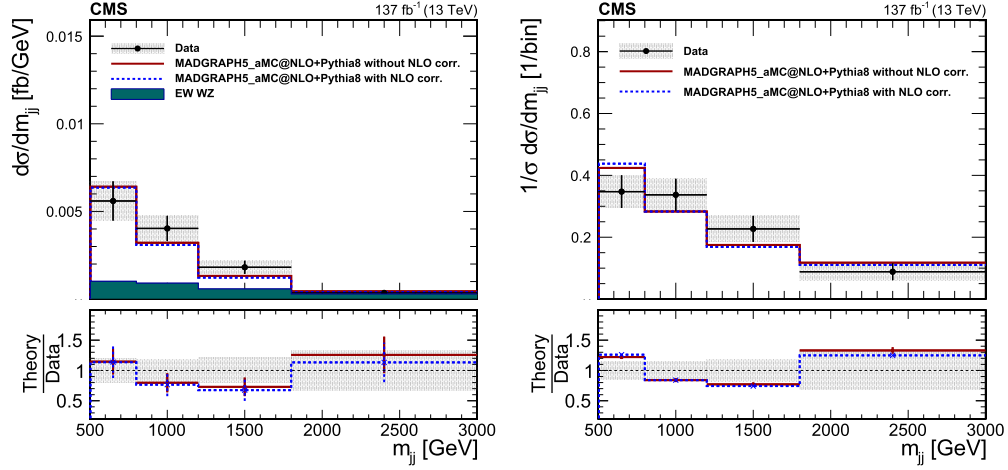 CMS 137 fb⁻¹ (13 TeV)
dσ/dm_jj [fb/GeV]
0.015
0.01
0.005
Data
MADGRAPH5_aMC@NLO+Pythia8 without NLO corr.
MADGRAPH5_aMC@NLO+Pythia8 with NLO corr.
EW WZ
Theory
Data
1.5
1
0.5
500 1000 1500 2000 2500 3000
m_jj [GeV]
CMS 137 fb⁻¹ (13 TeV)
1/σ dσ/dm_jj [1/bin]
0.8
0.6
0.4
0.2
Data
MADGRAPH5_aMC@NLO+Pythia8 without NLO corr.
MADGRAPH5_aMC@NLO+Pythia8 with NLO corr.
Theory
Data
1.5
1
0.5
500 1000 1500 2000 2500 3000
m_jj [GeV]